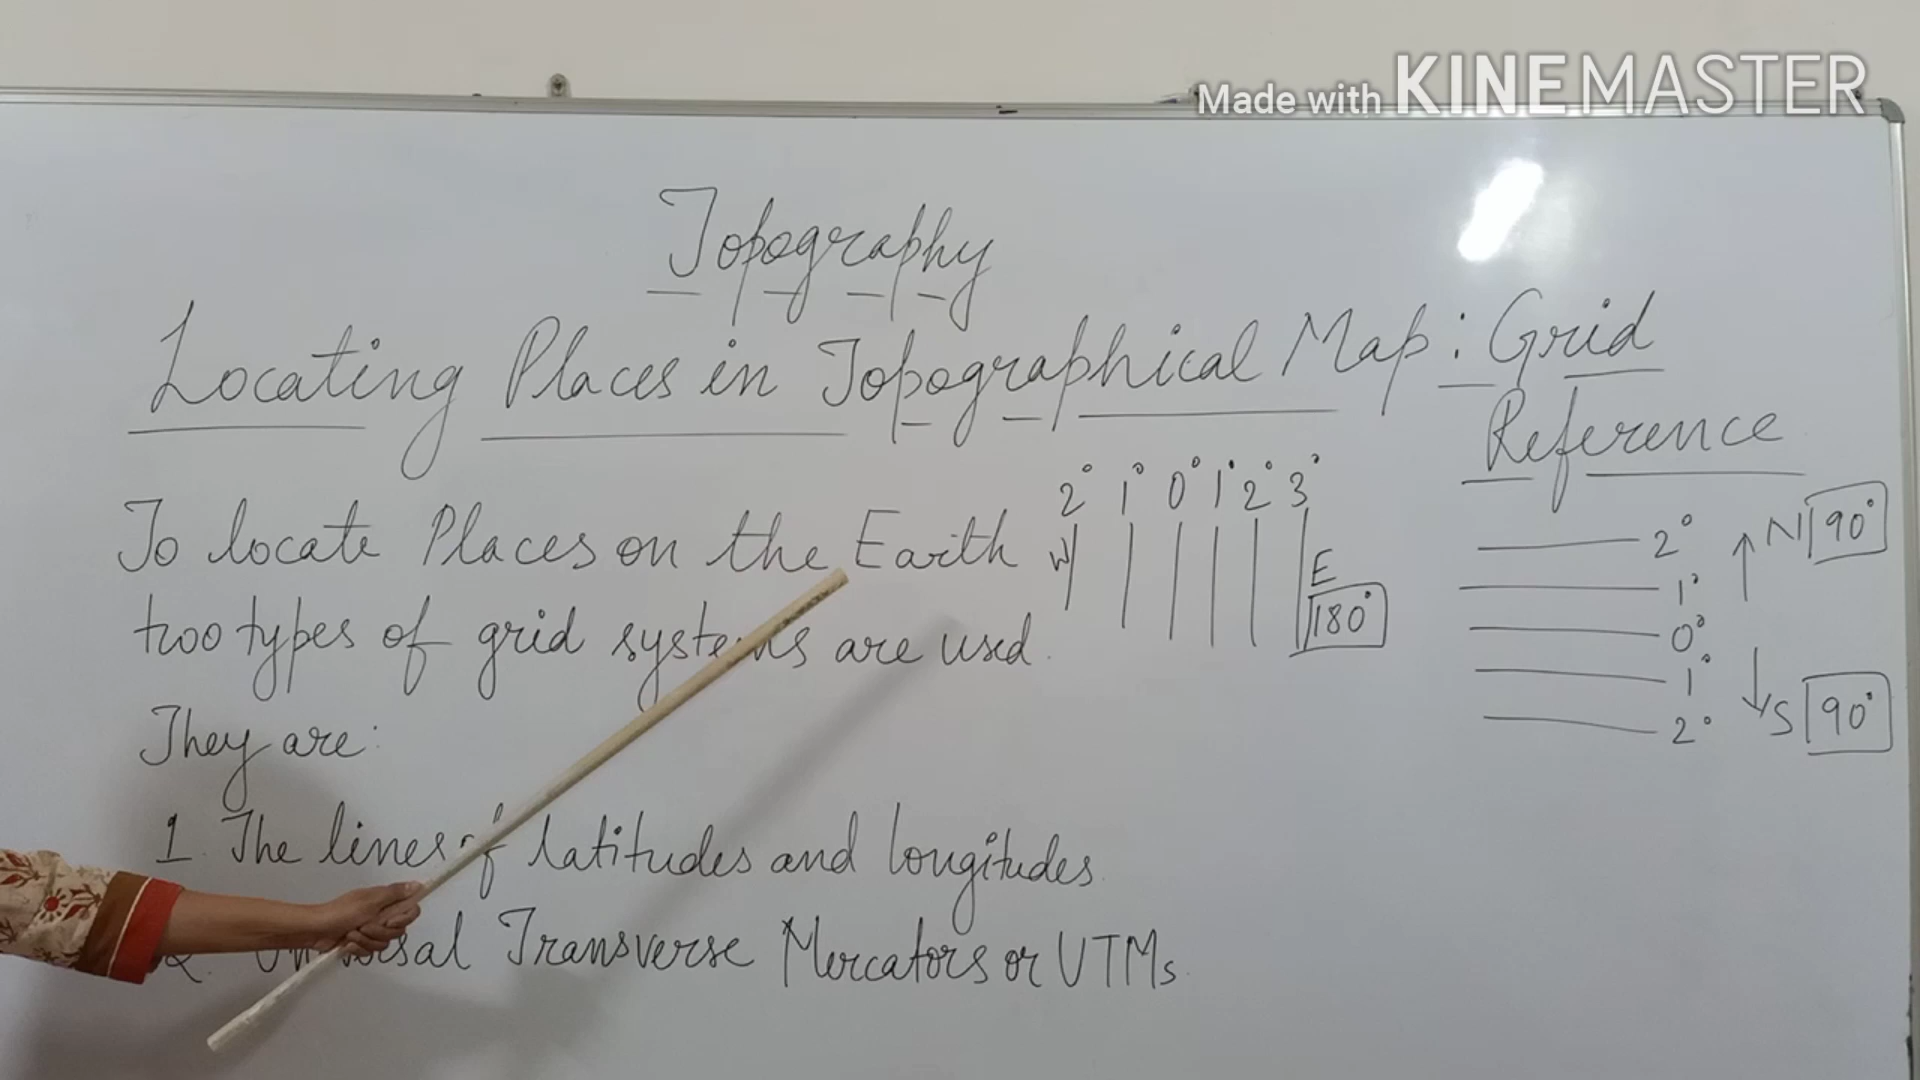 Made with KINEMASTER
Topography
Locating Places in Topographical Map : Grid
Reference
To locate Places on the Earth
two types of grid systems are used.
They are:
1. The lines of latitudes and longitudes.
2. Universal Transverse Mercators or UTMs.
2° 1° 0° 1° 2° 3°
W E
180°
2° N 90°
1°
0°
1°
2° S 90°